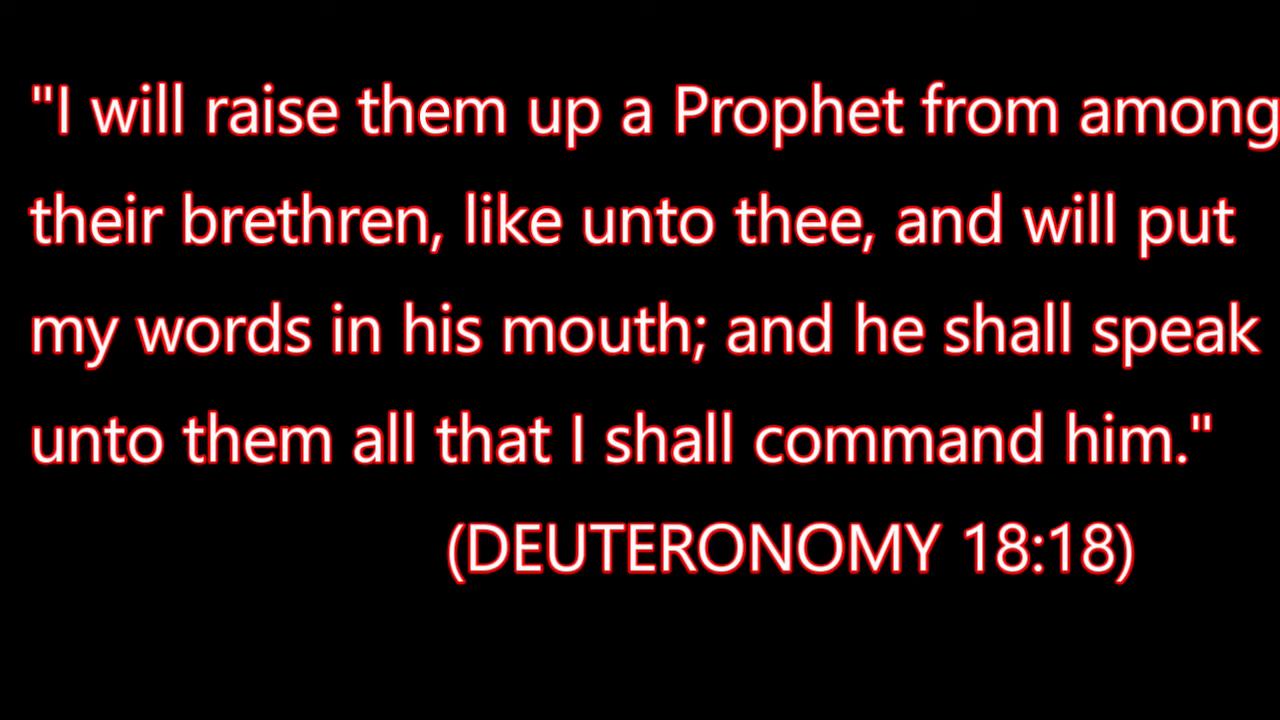 "I will raise them up a Prophet from among
their brethren, like unto thee, and will put
my words in his mouth; and he shall speak
unto them all that I shall command him."
(DEUTERONOMY 18:18)